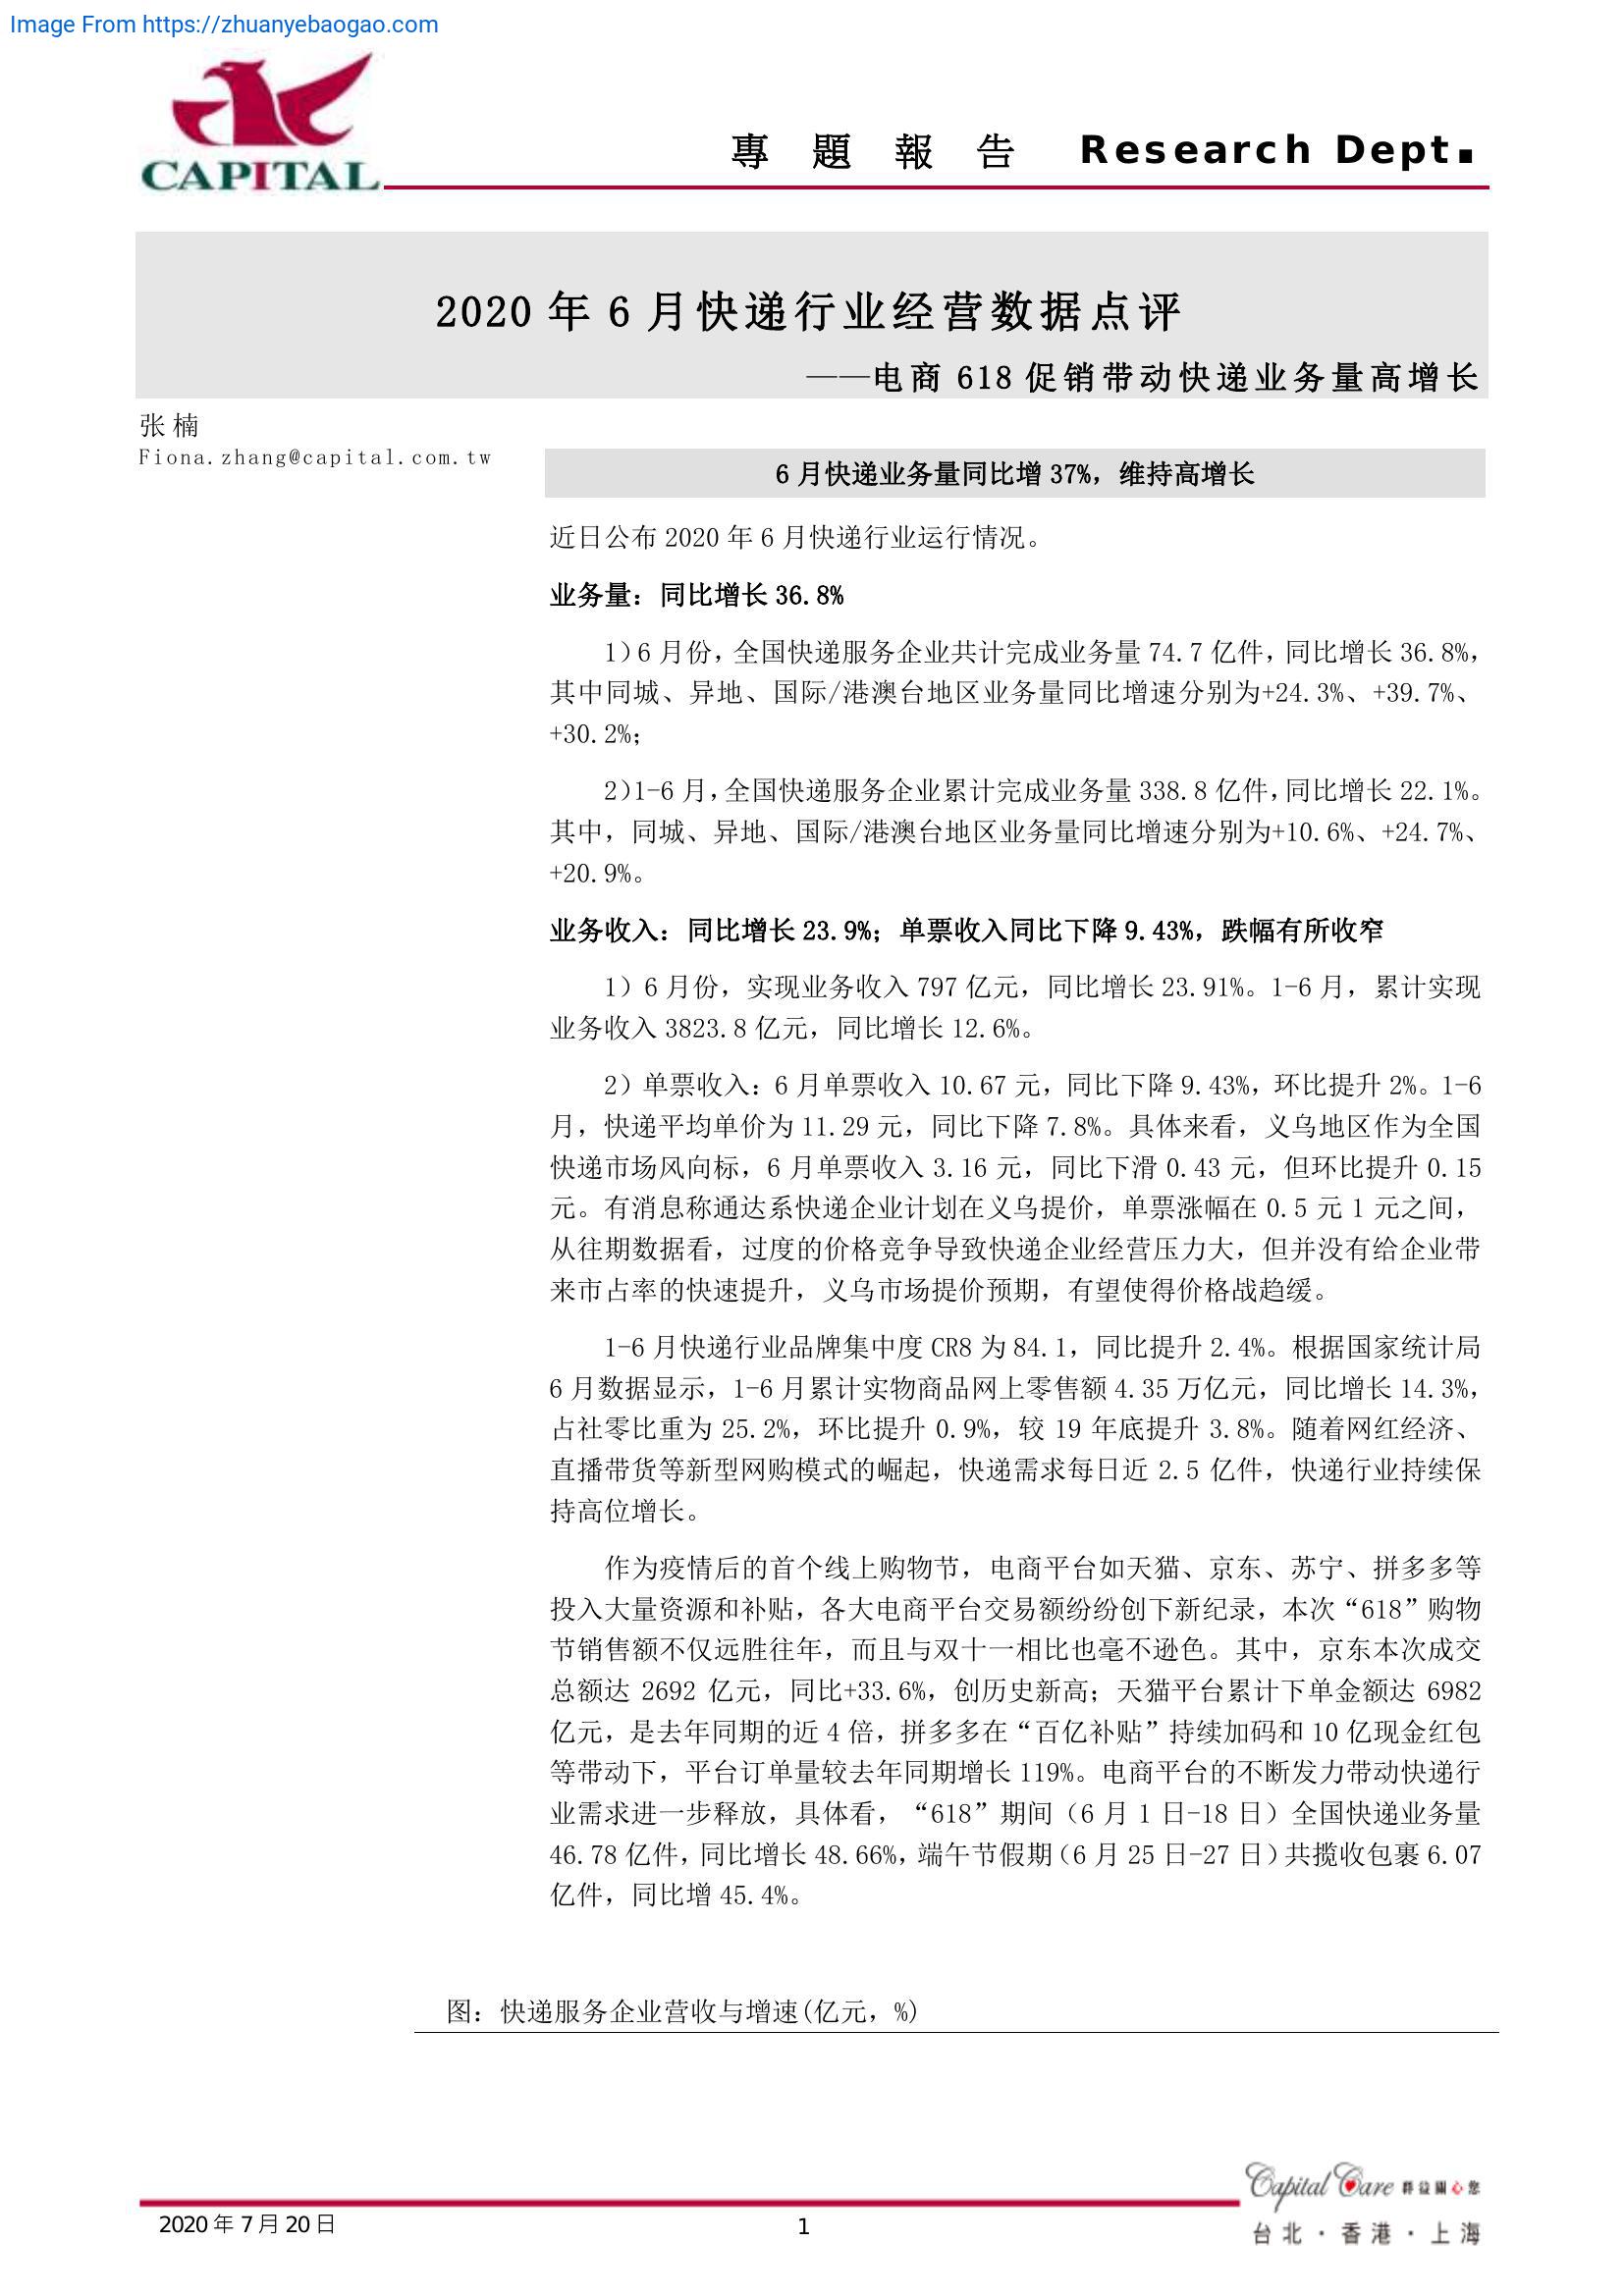 Image From https://zhuanyebaogao.com
CAPITAL
專 題 報 告 Research Dept.
2020 年 6 月快递行业经营数据点评
——电商 618 促销带动快递业务量高增长
张楠
Fiona.zhang@capital.com.tw
6 月快递业务量同比增 37%，维持高增长
近日公布 2020 年 6 月快递行业运行情况。
业务量：同比增长 36.8%
1）6 月份，全国快递服务企业共计完成业务量 74.7 亿件，同比增长 36.8%，
其中同城、异地、国际/港澳台地区业务量同比增速分别为+24.3%、+39.7%、
+30.2%；
2）1-6 月，全国快递服务企业累计完成业务量 338.8 亿件，同比增长 22.1%。
其中，同城、异地、国际/港澳台地区业务量同比增速分别为+10.6%、+24.7%、
+20.9%。
业务收入：同比增长 23.9%；单票收入同比下降 9.43%，跌幅有所收窄
1）6 月份，实现业务收入 797 亿元，同比增长 23.91%。1-6 月，累计实现
业务收入 3823.8 亿元，同比增长 12.6%。
2）单票收入：6 月单票收入 10.67 元，同比下降 9.43%，环比提升 2%。1-6
月，快递平均单价为 11.29 元，同比下降 7.8%。具体来看，义乌地区作为全国
快递市场风向标，6 月单票收入 3.16 元，同比下滑 0.43 元，但环比提升 0.15
元。有消息称通达系快递企业计划在义乌提价，单票涨幅在 0.5 元 1 元之间，
从往期数据看，过度的价格竞争导致快递企业经营压力大，但并没有给企业带
来市占率的快速提升，义乌市场提价预期，有望使得价格战趋缓。
1-6 月快递行业品牌集中度 CR8 为 84.1，同比提升 2.4%。根据国家统计局
6 月数据显示，1-6 月累计实物商品网上零售额 4.35 万亿元，同比增长 14.3%，
占社零比重为 25.2%，环比提升 0.9%，较 19 年底提升 3.8%。随着网红经济、
直播带货等新型网购模式的崛起，快递需求每日近 2.5 亿件，快递行业持续保
持高位增长。
作为疫情后的首个线上购物节，电商平台如天猫、京东、苏宁、拼多多等
投入大量资源和补贴，各大电商平台交易额纷纷创下新纪录，本次“618”购物
节销售额不仅远胜往年，而且与双十一相比也毫不逊色。其中，京东本次成交
总额达 2692 亿元，同比+33.6%，创历史新高；天猫平台累计下单金额达 6982
亿元，是去年同期的近 4 倍，拼多多在“百亿补贴”持续加码和 10 亿现金红包
等带动下，平台订单量较去年同期增长 119%。电商平台的不断发力带动快递行
业需求进一步释放，具体看，“618”期间（6 月 1 日-18 日）全国快递业务量
46.78 亿件，同比增长 48.66%，端午节假期（6 月 25 日-27 日）共揽收包裹 6.07
亿件，同比增 45.4%。
图：快递服务企业营收与增速(亿元，%)
Capital Care 群益關心您
2020 年 7 月 20 日
1
台北·香港·上海